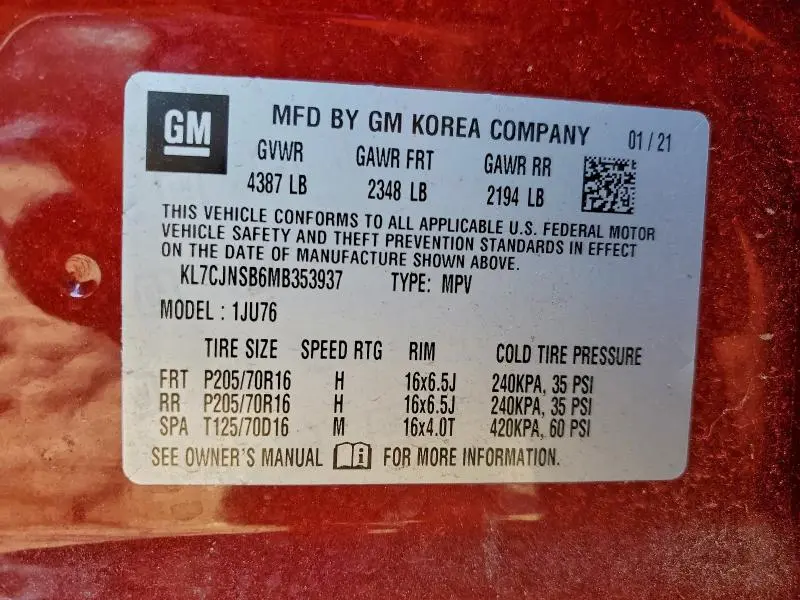 GM MFD BY GM KOREA COMPANY 01/21
GVWR GAWR FRT GAWR RR
4387 LB 2348 LB 2194 LB
THIS VEHICLE CONFORMS TO ALL APPLICABLE U.S. FEDERAL MOTOR
VEHICLE SAFETY AND THEFT PREVENTION STANDARDS IN EFFECT
ON THE DATE OF MANUFACTURE SHOWN ABOVE.
KL7CJNSB6MB353937 TYPE: MPV
MODEL : 1JU76
TIRE SIZE SPEED RTG RIM COLD TIRE PRESSURE
FRT P205/70R16 H 16x6.5J 240KPA, 35 PSI
RR P205/70R16 H 16x6.5J 240KPA, 35 PSI
SPA T125/70D16 M 16x4.0T 420KPA, 60 PSI
SEE OWNER'S MANUAL i FOR MORE INFORMATION.